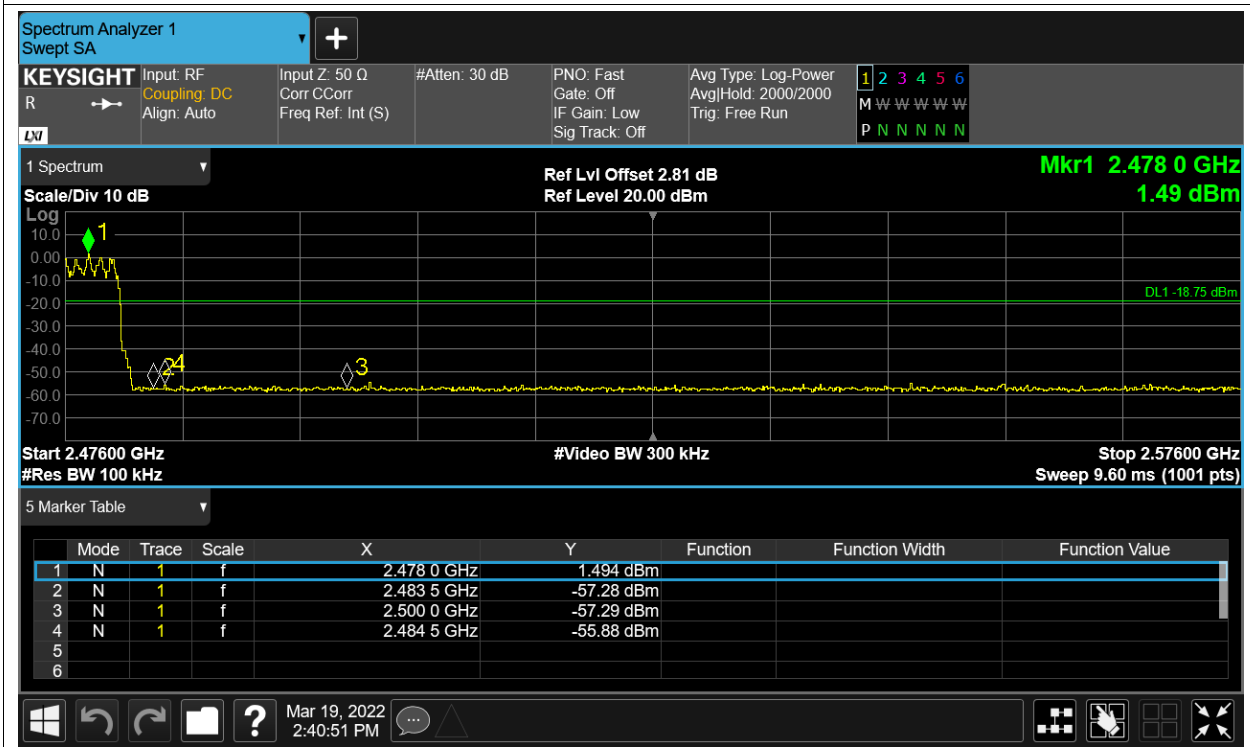 Spectrum Analyzer 1
Swept SA
+
KEYSIGHT Input: RF Input Z: 50 Ω #Atten: 30 dB PNO: Fast Avg Type: Log-Power 1 2 3 4 5 6
R Coupling: DC Corr CCorr Gate: Off Avg|Hold: 2000/2000 M W W W W W
Align: Auto Freq Ref: Int (S) IF Gain: Low Trig: Free Run
LXI Sig Track: Off P N N N N N
1 Spectrum Ref Lvl Offset 2.81 dB Mkr1 2.478 0 GHz
Scale/Div 10 dB Ref Level 20.00 dBm 1.49 dBm
Log
10.0 1
0.00
-10.0
DL1 -18.75 dBm
-20.0
-30.0
-40.0
24 3
-50.0
-60.0
-70.0
Start 2.47600 GHz #Video BW 300 kHz Stop 2.57600 GHz
#Res BW 100 kHz Sweep 9.60 ms (1001 pts)
5 Marker Table
Mode Trace Scale X Y Function Function Width Function Value
1 N 1 f 2.478 0 GHz 1.494 dBm
2 N 1 f 2.483 5 GHz -57.28 dBm
3 N 1 f 2.500 0 GHz -57.29 dBm
4 N 1 f 2.484 5 GHz -55.88 dBm
5
6
? Mar 19, 2022
2:40:51 PM